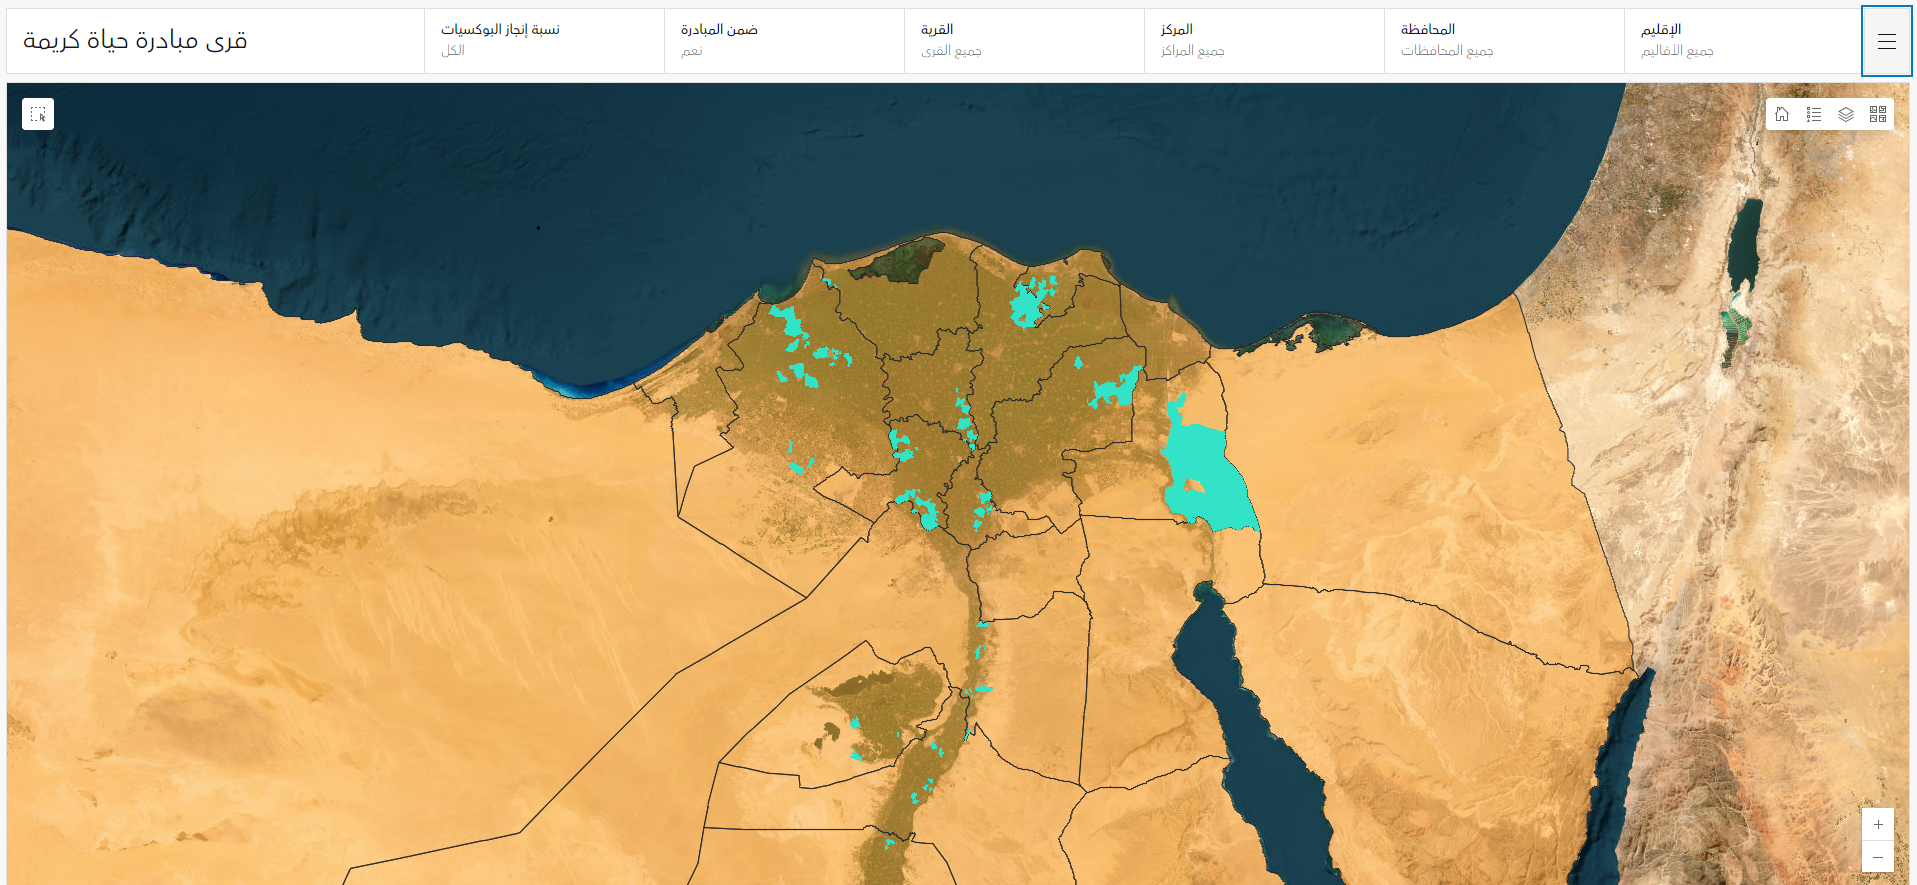 الإقليم
جميع الأقاليم
المحافظة
جميع المحافظات
المركز
جميع المراكز
القرية
جميع القرى
ضمن المبادرة
نعم
نسبة إنجاز البوكسيات
الكل
قرى مبادرة حياة كريمة